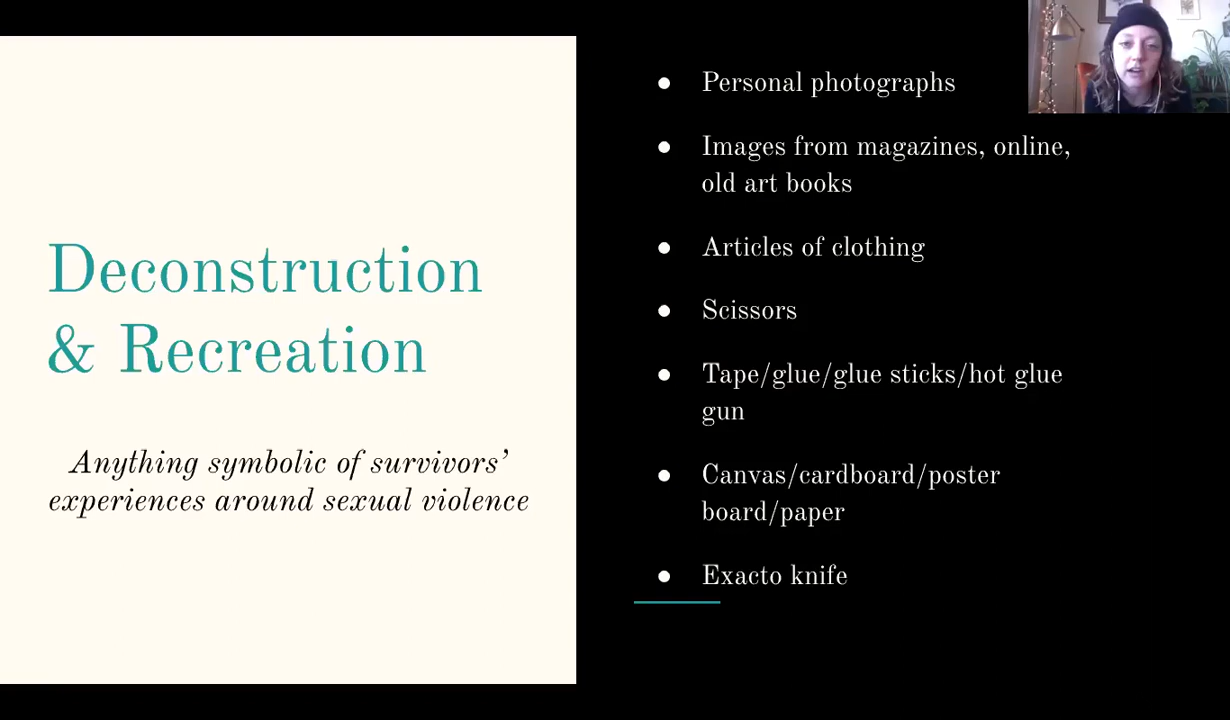 Deconstruction
& Recreation
Anything symbolic of survivors’
experiences around sexual violence
● Personal photographs
● Images from magazines, online,
old art books
● Articles of clothing
● Scissors
● Tape/glue/glue sticks/hot glue
gun
● Canvas/cardboard/poster
board/paper
● Exacto knife